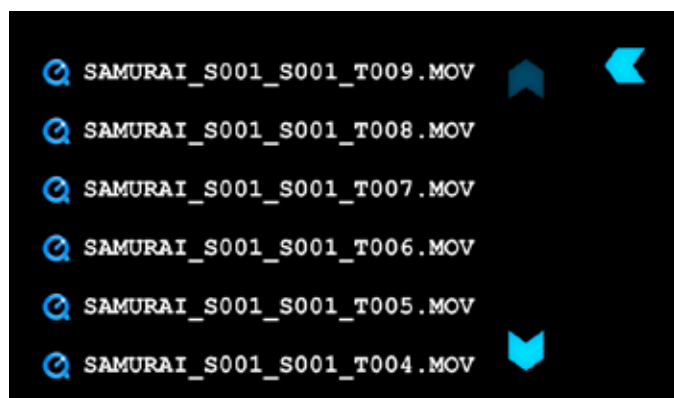 SAMURAI_S001_S001_T009.MOV
SAMURAI_S001_S001_T008.MOV
SAMURAI_S001_S001_T007.MOV
SAMURAI_S001_S001_T006.MOV
SAMURAI_S001_S001_T005.MOV
SAMURAI_S001_S001_T004.MOV